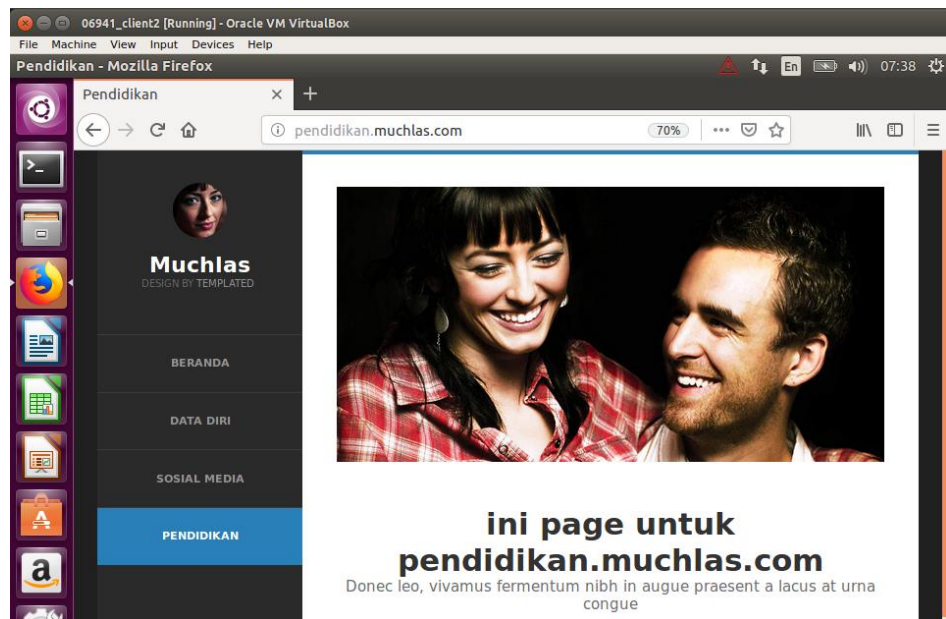 06941_client2 [Running] - Oracle VM VirtualBox
File Machine View Input Devices Help
Pendidikan - Mozilla Firefox
En
07:38
Pendidikan
pendidikan.muchlas.com
70%
Muchlas
DESIGN BY TEMPLATED
BERANDA
DATA DIRI
SOSIAL MEDIA
PENDIDIKAN
ini page untuk
pendidikan.muchlas.com
Donec leo, vivamus fermentum nibh in augue praesent a lacus at urna
congue